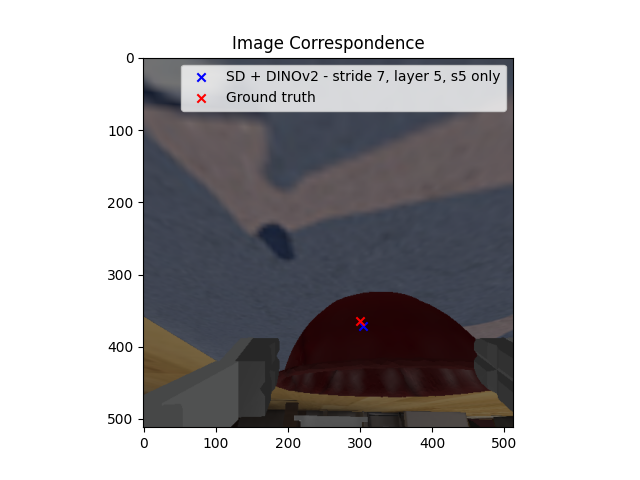 Image Correspondence
SD + DINOv2 - stride 7, layer 5, s5 only
Ground truth
0
100
200
300
400
500
0 100 200 300 400 500